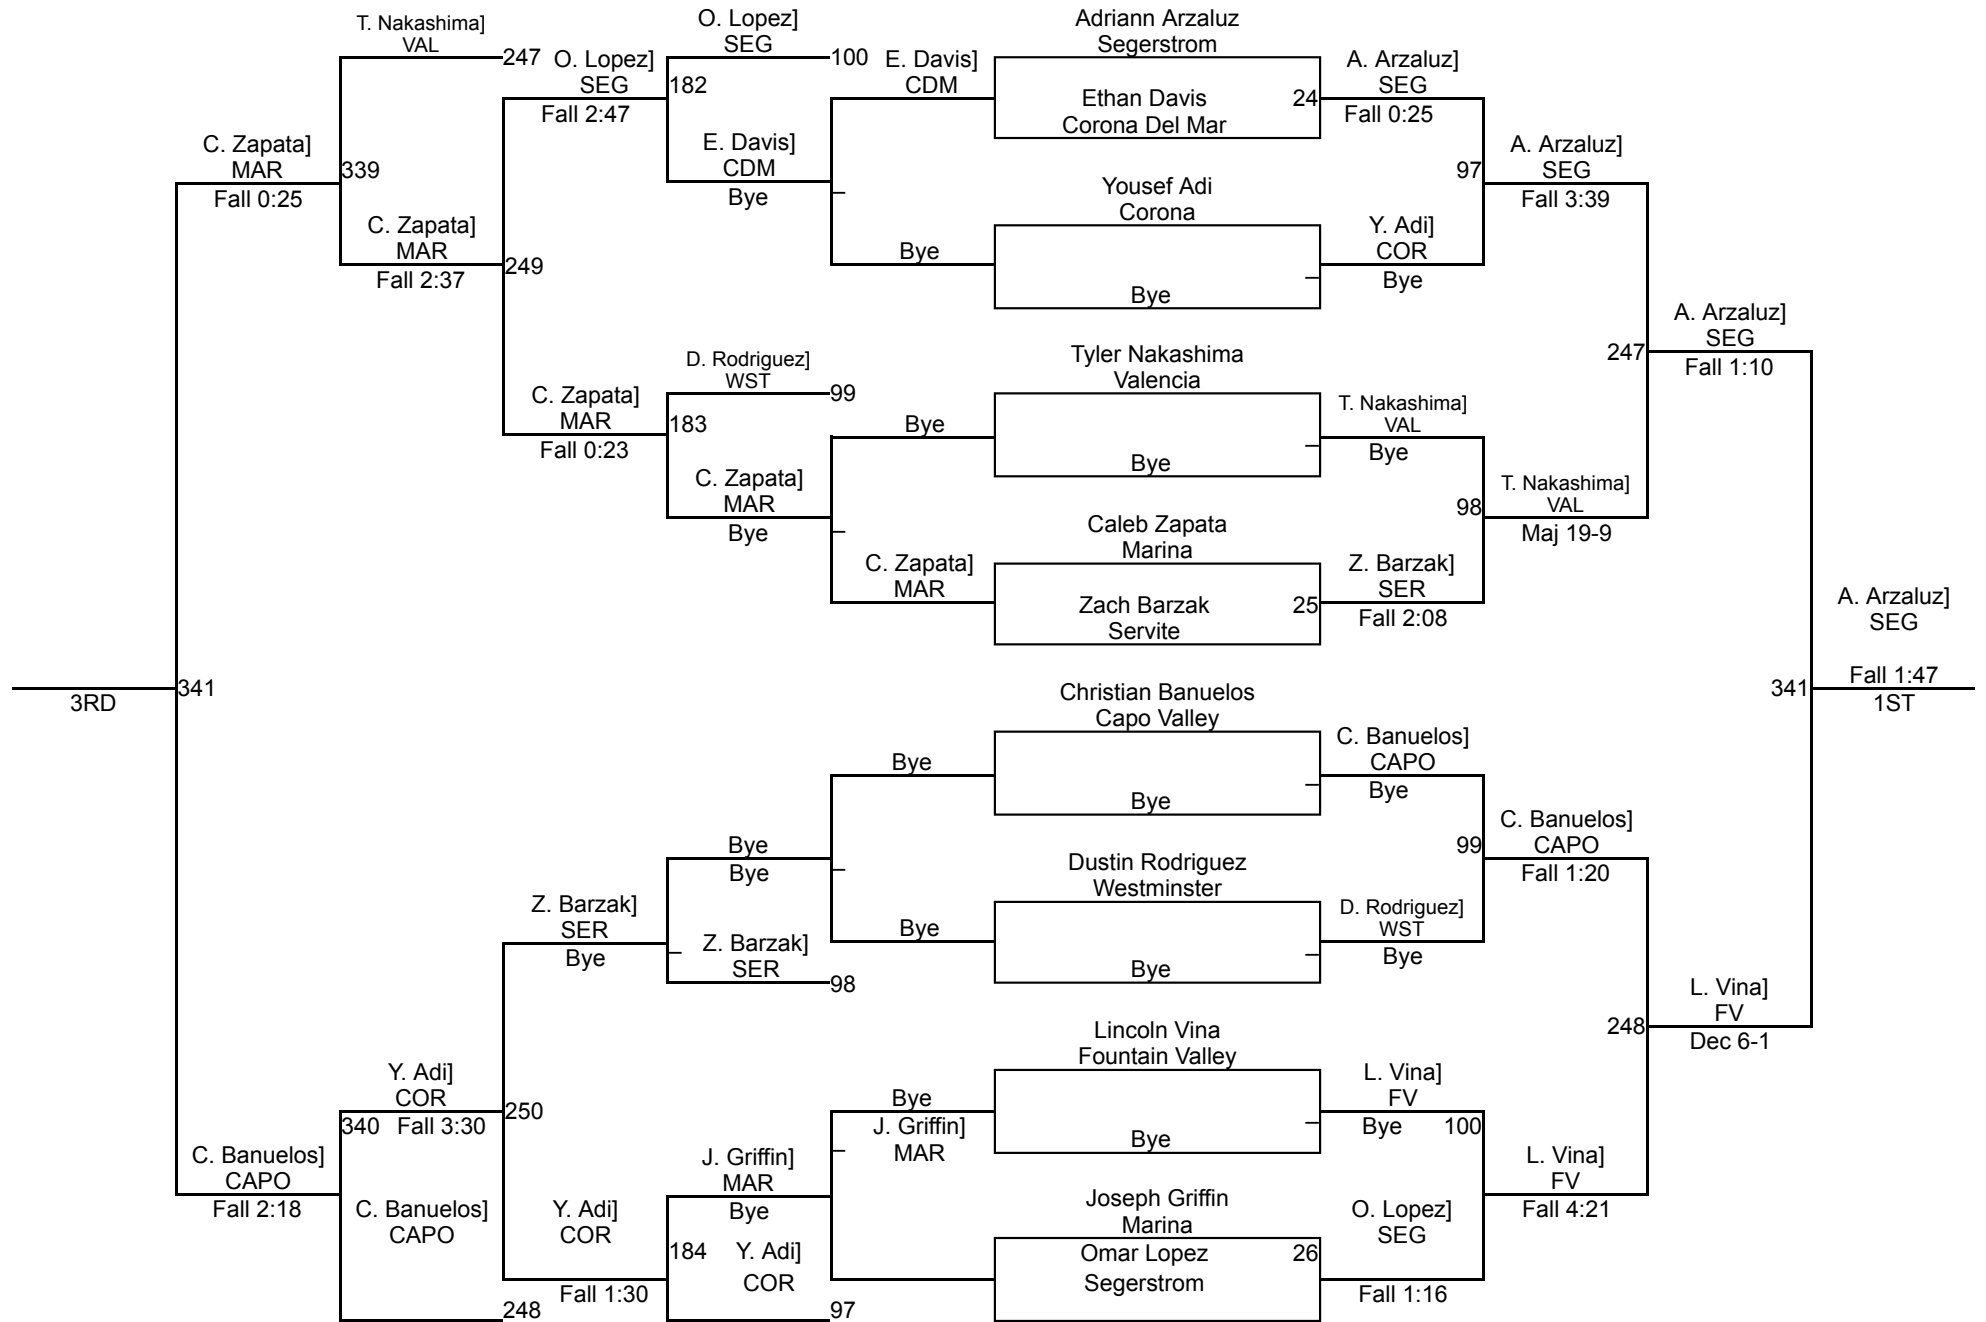 T. Nakashima]
VAL
247
C. Zapata]
MAR
Fall 0:25
339
C. Zapata]
MAR
Fall 2:37
O. Lopez]
SEG
Fall 2:47
249
C. Zapata]
MAR
Fall 0:23
O. Lopez]
SEG
100
182
E. Davis]
CDM
Bye
D. Rodriguez]
WST
99
183
C. Zapata]
MAR
Bye
E. Davis]
CDM
Bye
Bye
C. Zapata]
MAR
3RD
341
C. Banuelos]
CAPO
Fall 2:18
Y. Adi]
COR
340 Fall 3:30
C. Banuelos]
CAPO
248
Z. Barzak]
SER
Bye
250
Y. Adi]
COR
Fall 1:30
Bye
Bye
Z. Barzak]
SER
98
J. Griffin]
MAR
Bye
184
Y. Adi]
COR
97
Bye
Bye
Bye
J. Griffin]
MAR
Adriann Arzaluz
Segerstrom
Ethan Davis
Corona Del Mar
24
Yousef Adi
Corona
Bye
Tyler Nakashima
Valencia
Bye
Caleb Zapata
Marina
Zach Barzak
Servite
25
Christian Banuelos
Capo Valley
Bye
Dustin Rodriguez
Westminster
Bye
Lincoln Vina
Fountain Valley
Bye
Joseph Griffin
Marina
Omar Lopez
Segerstrom
26
A. Arzaluz]
SEG
Fall 0:25
97
Y. Adi]
COR
Bye
T. Nakashima]
VAL
Bye
98
Z. Barzak]
SER
Fall 2:08
C. Banuelos]
CAPO
Bye
99
D. Rodriguez]
WST
Bye
L. Vina]
FV
Bye 100
O. Lopez]
SEG
Fall 1:16
A. Arzaluz]
SEG
Fall 3:39
247
T. Nakashima]
VAL
Maj 19-9
C. Banuelos]
CAPO
Fall 1:20
248
L. Vina]
FV
Fall 4:21
A. Arzaluz]
SEG
Fall 1:10
341
L. Vina]
FV
Dec 6-1
A. Arzaluz]
SEG
Fall 1:47
1ST